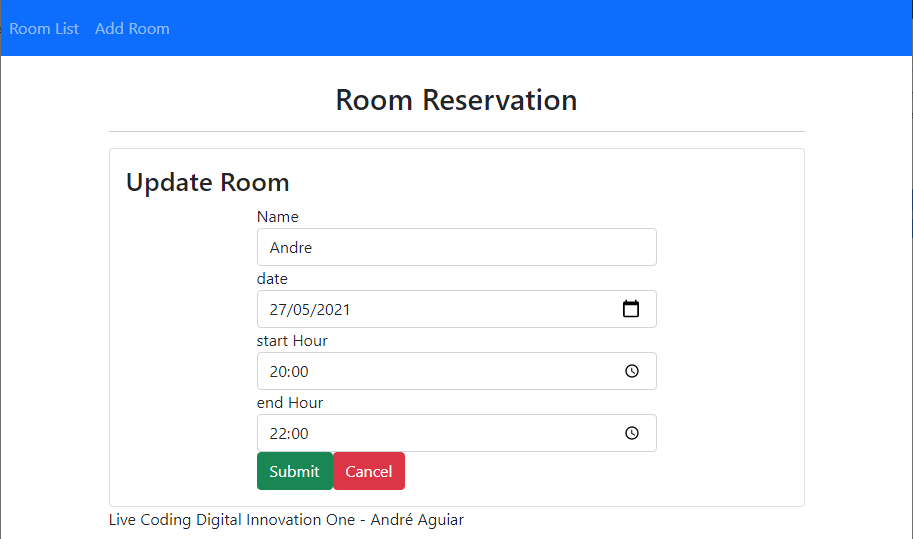 Room List Add Room
Room Reservation
Update Room
Name
Andre
date
27/05/2021
start Hour
20:00
end Hour
22:00
Submit Cancel
Live Coding Digital Innovation One - André Aguiar